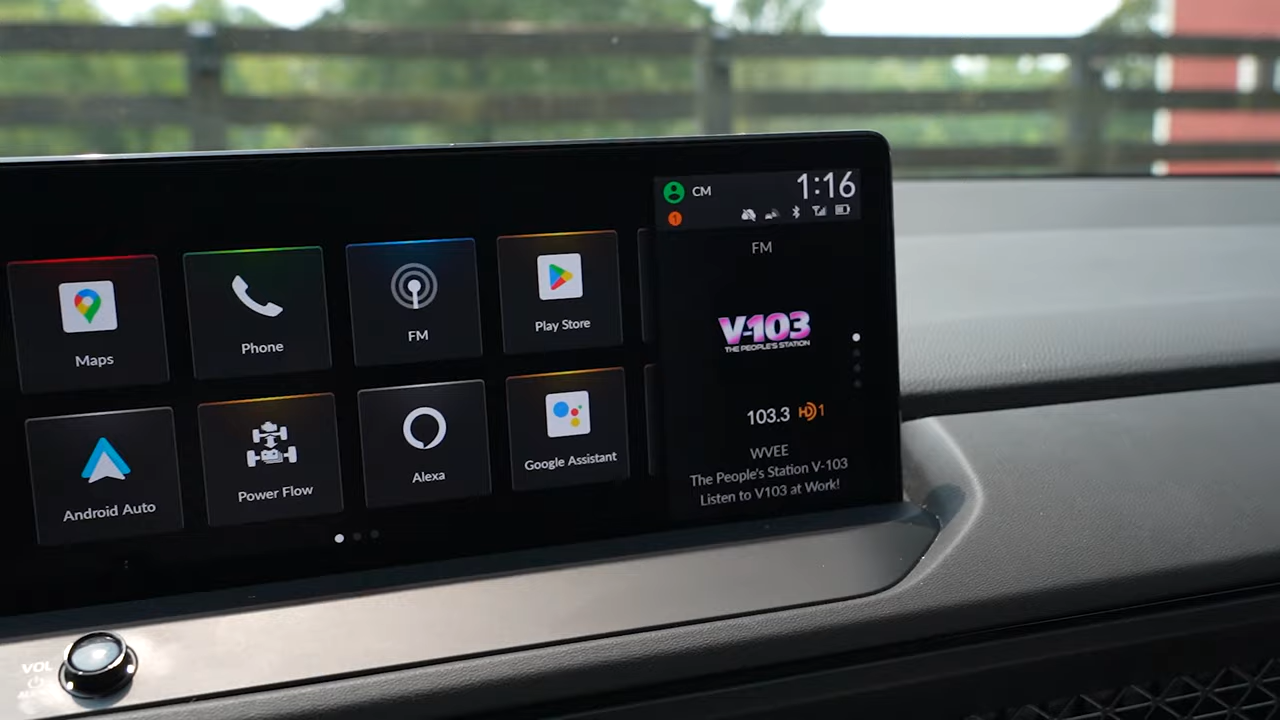 CM
1:16
1
FM
Maps
Phone
FM
Play Store
V-103
THE PEOPLE'S STATION
103.3 HD1
Android Auto
Power Flow
Alexa
Google Assistant
WVEE
The People's Station V-103
Listen to V103 at Work!
VOL